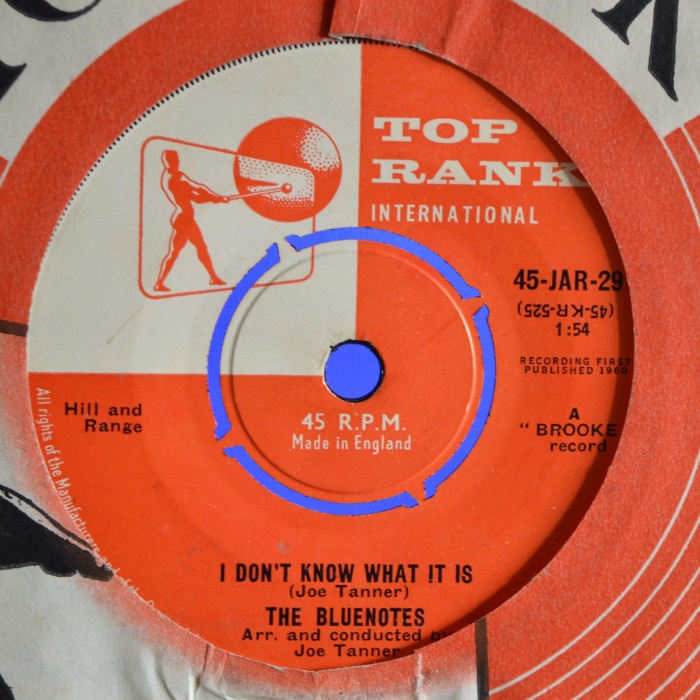 TOP
RANK
INTERNATIONAL
45-JAR-29
(45-KR-525)
1:54
RECORDING FIRST
PUBLISHED 1960
A
" BROOKE
record
Hill and
Range
45 R.P.M.
Made in England
All rights of the Manufacturer
I DON'T KNOW WHAT IT IS
(Joe Tanner)
THE BLUENOTES
Arr. and conducted by
Joe Tanner